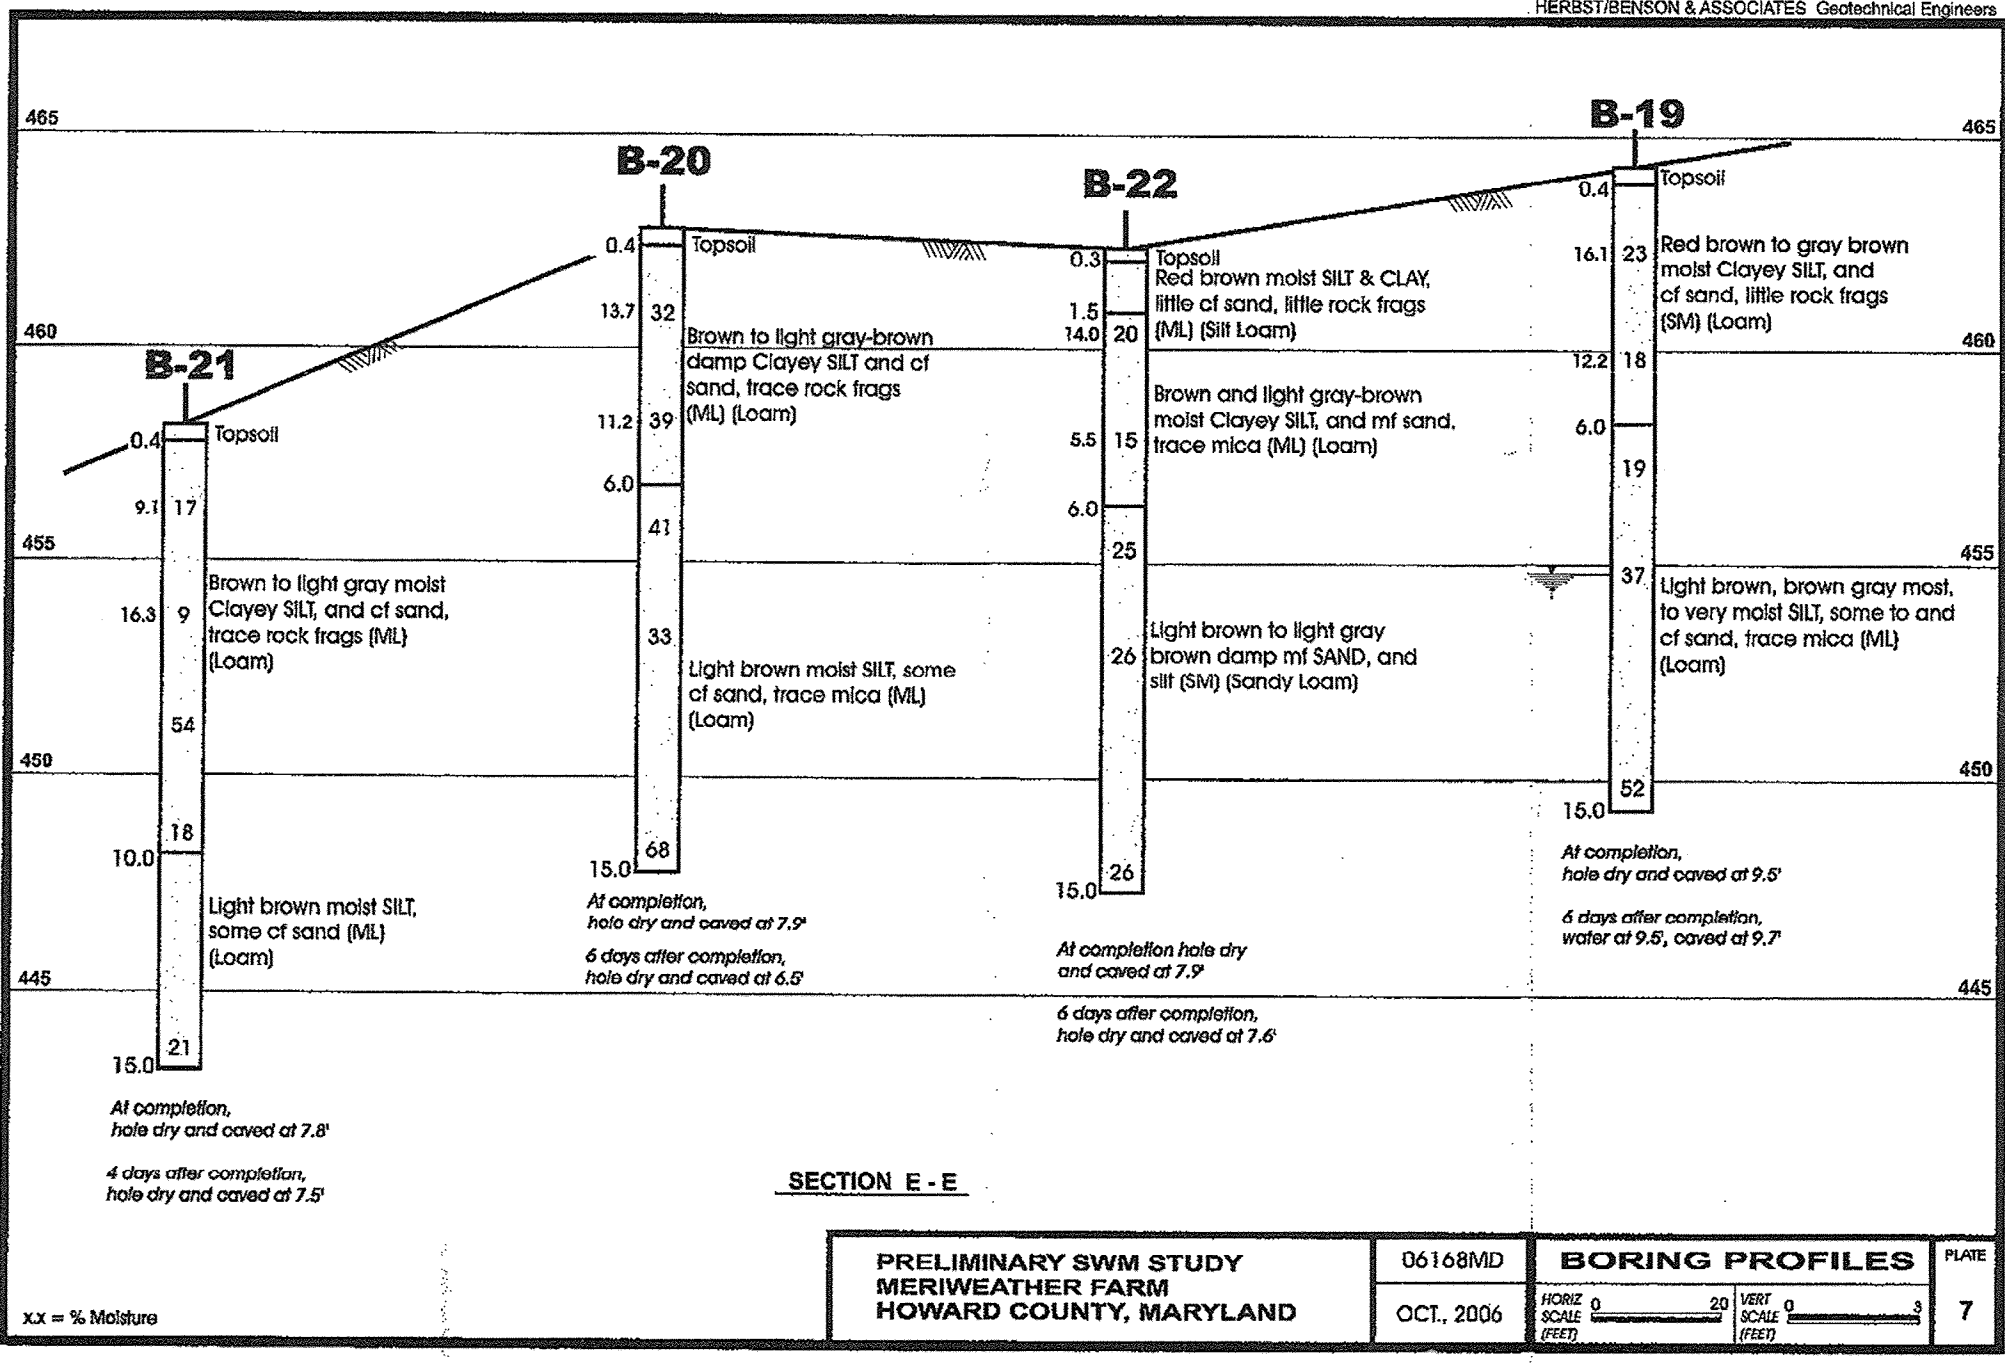 HERBST/BENSON & ASSOCIATES Geotechnical Engineers
465
465
B-19
B-20
B-22
0.4
Topsoil
0.4
Topsoil
0.3
Topsoil
16.1
23
Red brown to gray brown
moist Clayey SILT, and
cf sand, little rock frags
(SM) (Loam)
Red brown moist SILT & CLAY,
little cf sand, little rock frags
(ML) (Silt Loam)
13.7
32
1.5
14.0
20
460
460
Brown to light gray-brown
damp Clayey SILT and cf
sand, trace rock frags
(ML) (Loam)
B-21
12.2
18
Brown and light gray-brown
moist Clayey SILT, and mf sand,
trace mica (ML) (Loam)
11.2
39
5.5
15
6.0
0.4
Topsoil
19
6.0
6.0
9.1
17
41
25
455
455
37
Brown to light gray moist
Clayey SILT, and cf sand,
trace rock frags (ML)
(Loam)
16.3
9
Light brown, brown gray most,
to very moist SILT, some to and
cf sand, trace mica (ML)
(Loam)
33
26
Light brown to light gray
brown damp mf SAND, and
silt (SM) (Sandy Loam)
Light brown moist SILT, some
cf sand, trace mica (ML)
(Loam)
54
450
450
52
15.0
18
10.0
68
15.0
26
15.0
At completion,
hole dry and caved at 9.5'
6 days after completion,
water at 9.5', caved at 9.7'
Light brown moist SILT,
some cf sand (ML)
(Loam)
At completion,
hole dry and caved at 7.9'
6 days after completion,
hole dry and caved at 6.5'
At completion hole dry
and caved at 7.9'
6 days after completion,
hole dry and caved at 7.6'
445
445
21
15.0
At completion,
hole dry and caved at 7.8'
4 days after completion,
hole dry and caved at 7.5'
SECTION E - E
PRELIMINARY SWM STUDY
MERIWEATHER FARM
HOWARD COUNTY, MARYLAND
06168MD
OCT., 2006
BORING PROFILES
HORIZ
SCALE
(FEET)
0 20
VERT
SCALE
(FEET)
0 3
PLATE
7
x.x = % Moisture